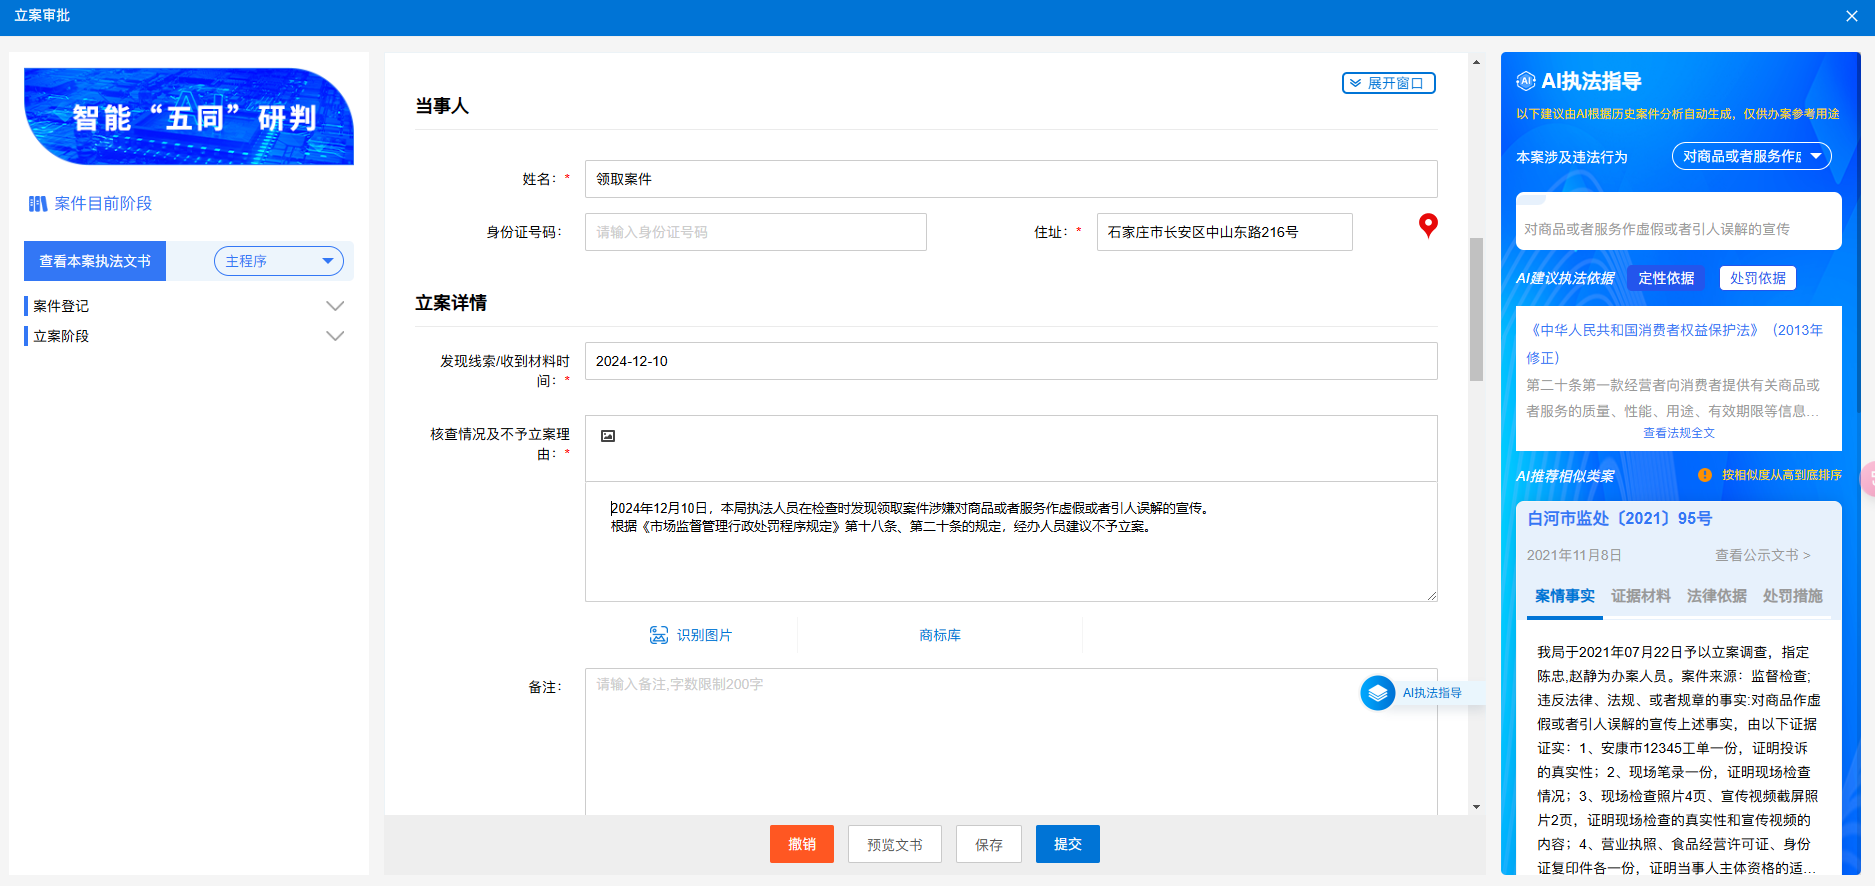 立案审批
智能“五同”研判
案件目前阶段
查看本案执法文书
主程序
案件登记
立案阶段
展开窗口
当事人
姓名：*
领取案件
身份证号码：
请输入身份证号码
住址：*
石家庄市长安区中山东路216号
立案详情
发现线索/收到材料时
间：*
2024-12-10
核查情况及不予立案理
由：*
2024年12月10日，本局执法人员在检查时发现领取案件涉嫌对商品或者服务作虚假或者引人误解的宣传。
根据《市场监督管理行政处罚程序规定》第十八条、第二十条的规定，经办人员建议不予立案。
识别图片
商标库
备注：
请输入备注,字数限制200字
AI执法指导
撤销
预览文书
保存
提交
AI执法指导
以下建议由AI根据历史案件分析自动生成，仅供办案参考用途
本案涉及违法行为
对商品或者服务作虚
对商品或者服务作虚假或者引人误解的宣传
AI建议执法依据
定性依据
处罚依据
《中华人民共和国消费者权益保护法》（2013年
修正）
第二十条第一款经营者向消费者提供有关商品或
者服务的质量、性能、用途、有效期限等信息...
查看法规全文
AI推荐相似类案
按相似度从高到底排序
白河市监处〔2021〕95号
2021年11月8日
查看公示文书 >
案情事实
证据材料
法律依据
处罚措施
我局于2021年07月22日予以立案调查，指定
陈忠,赵静为办案人员。案件来源：监督检查;
违反法律、法规、或者规章的事实:对商品作虚
假或者引人误解的宣传上述事实，由以下证据
证实：1、安康市12345工单一份，证明投诉
的真实性；2、现场笔录一份，证明现场检查
情况；3、现场检查照片4页、宣传视频截屏照
片2页，证明现场检查的真实性和宣传视频的
内容；4、营业执照、食品经营许可证、身份
证复印件各一份，证明当事人主体资格的适...